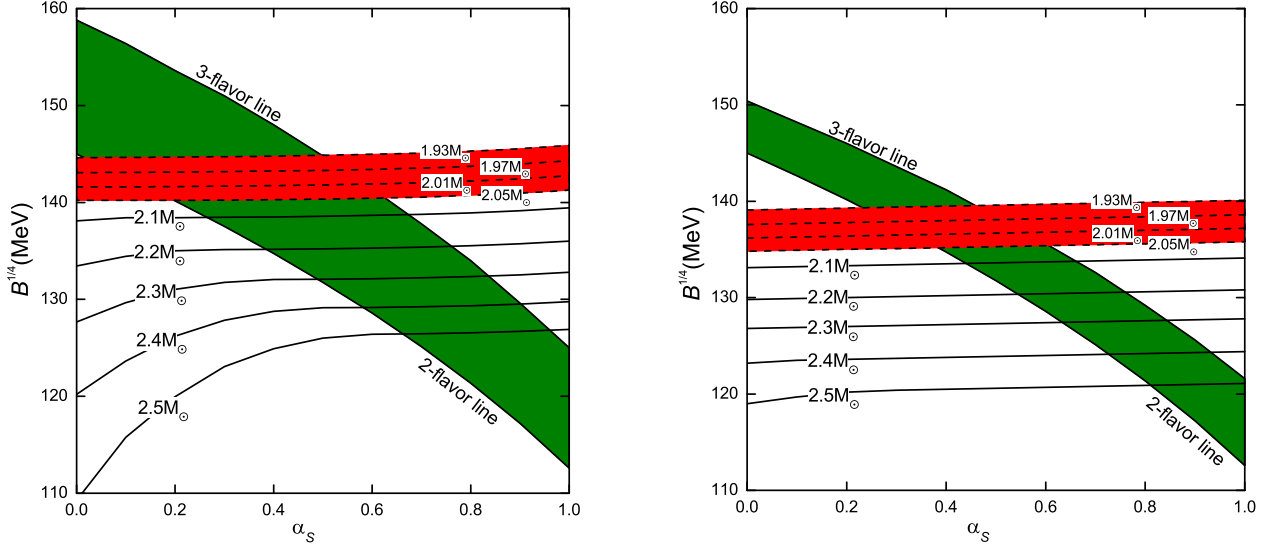 160
150
140
130
120
110
B^1/4(MeV)
3-flavor line
1.93M⊙
1.97M⊙
2.01M⊙
2.05M⊙
2.1M⊙
2.2M⊙
2.3M⊙
2.4M⊙
2.5M⊙
2-flavor line
0.0 0.2 0.4 0.6 0.8 1.0
α_S
160
150
140
130
120
110
B^1/4(MeV)
3-flavor line
1.93M⊙
1.97M⊙
2.01M⊙
2.05M⊙
2.1M⊙
2.2M⊙
2.3M⊙
2.4M⊙
2.5M⊙
2-flavor line
0.0 0.2 0.4 0.6 0.8 1.0
α_S